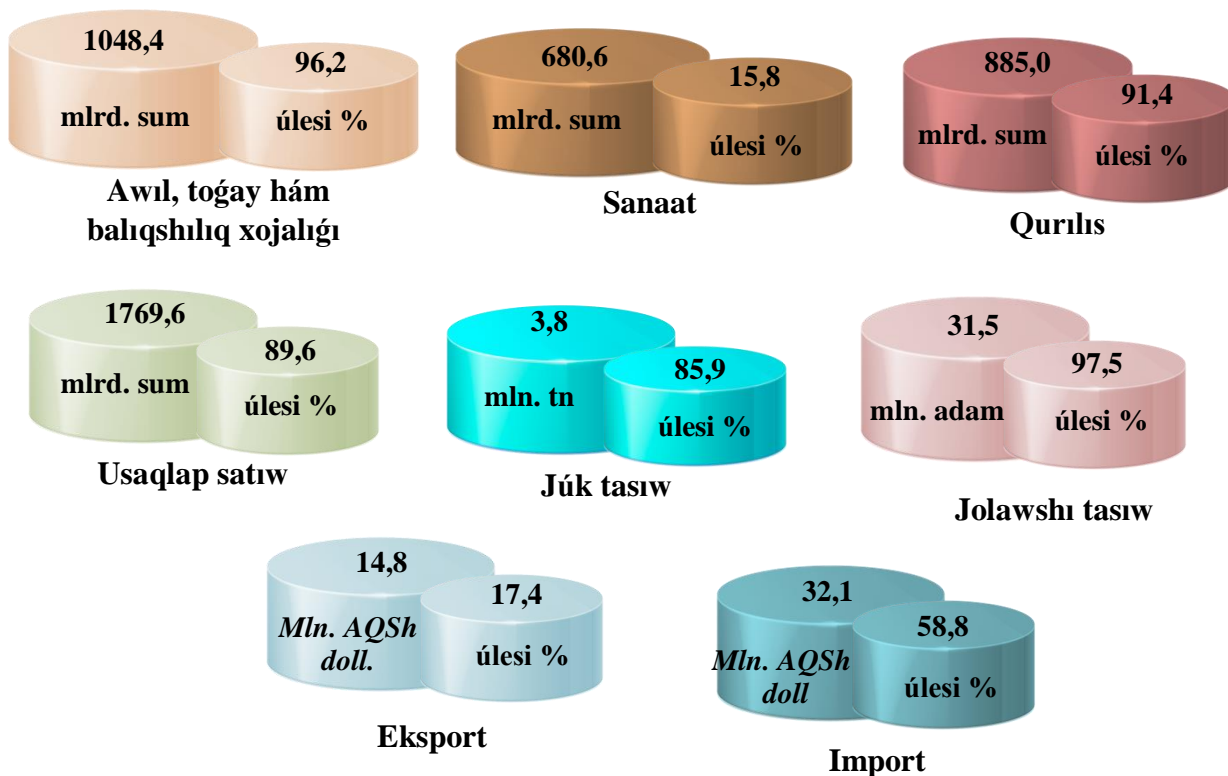 1048,4
mlrd. sum
96,2
úlesi %
Awıl, toǵay hám
balıqshılıq xojalıǵı
680,6
mlrd. sum
15,8
úlesi %
Sanaat
885,0
mlrd. sum
91,4
úlesi %
Qurılıs
1769,6
mlrd. sum
89,6
úlesi %
Usaqlap satıw
3,8
mln. tn
85,9
úlesi %
Júk tasıw
31,5
mln. adam
97,5
úlesi %
Jolawshı tasıw
14,8
Mln. AQSh
doll.
17,4
úlesi %
Eksport
32,1
Mln. AQSh
doll
58,8
úlesi %
Import